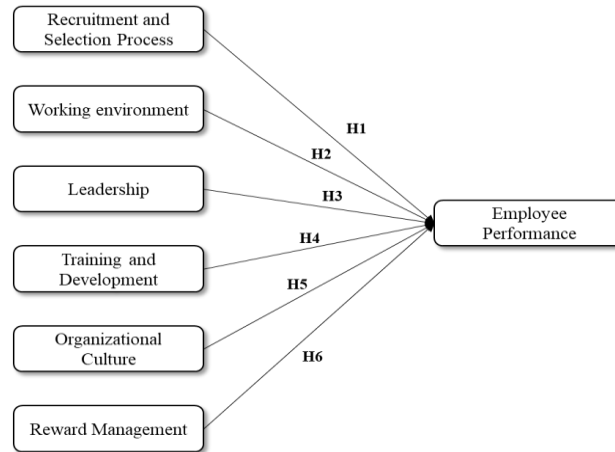 Recruitment and
Selection Process
Working environment
Leadership
Training and
Development
Organizational
Culture
Reward Management
H1
H2
H3
H4
H5
H6
Employee
Performance